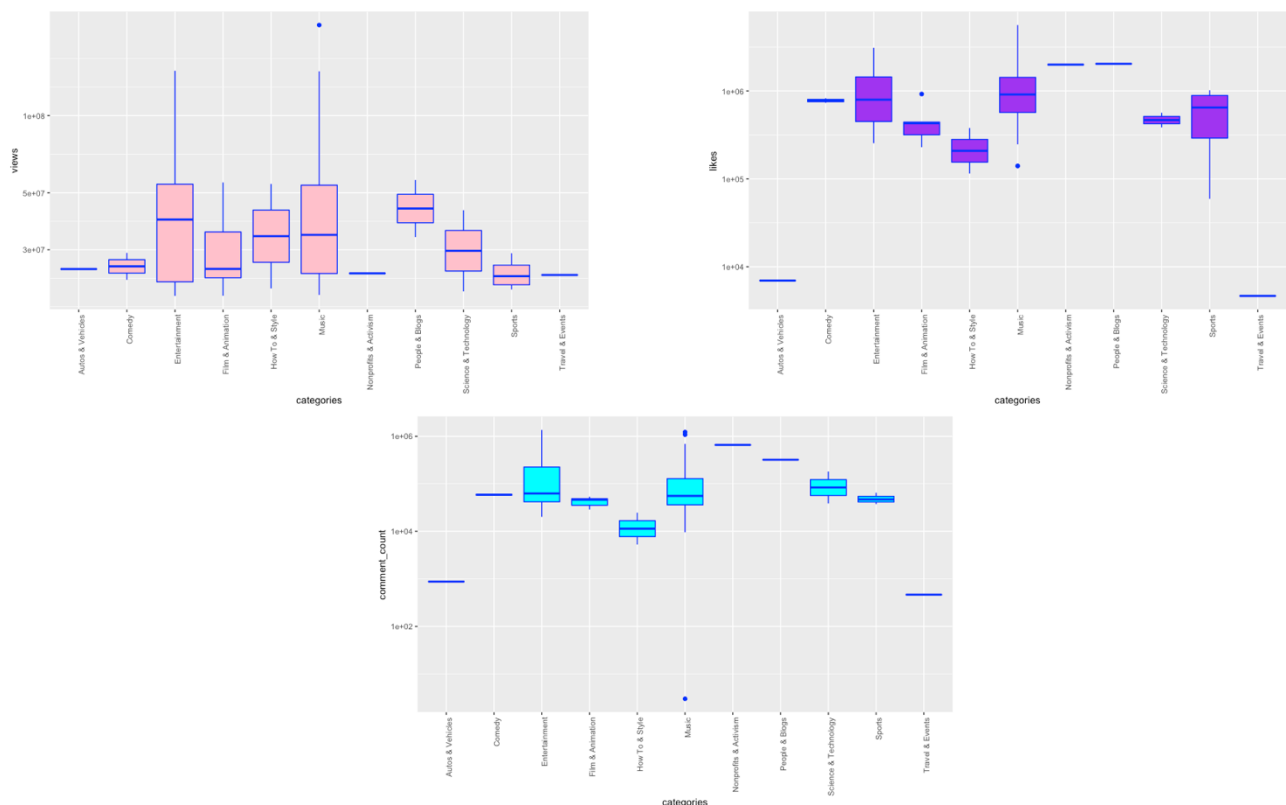 views
1e+08
5e+07
3e+07
Autos & Vehicles
Comedy
Entertainment
Film & Animation
How To & Style
Music
Nonprofits & Activism
People & Blogs
Science & Technology
Sports
Travel & Events
categories
likes
1e+06
1e+05
1e+04
Autos & Vehicles
Comedy
Entertainment
Film & Animation
How To & Style
Music
Nonprofits & Activism
People & Blogs
Science & Technology
Sports
Travel & Events
categories
comment_count
1e+06
1e+04
1e+02
Autos & Vehicles
Comedy
Entertainment
Film & Animation
How To & Style
Music
Nonprofits & Activism
People & Blogs
Science & Technology
Sports
Travel & Events
categories